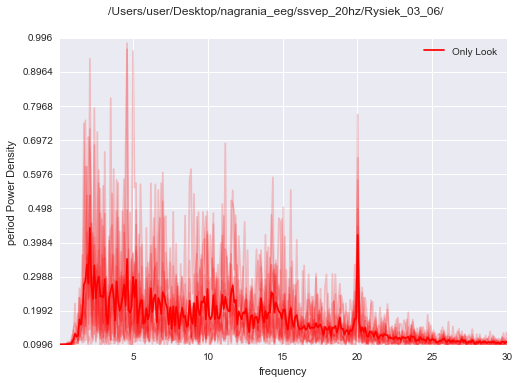 /Users/user/Desktop/nagrania_eeg/ssvep_20hz/Rysiek_03_06/
Only Look
0.996
0.8964
0.7968
0.6972
0.5976
0.498
0.3984
0.2988
0.1992
0.0996
period Power Density
5 10 15 20 25 30
frequency